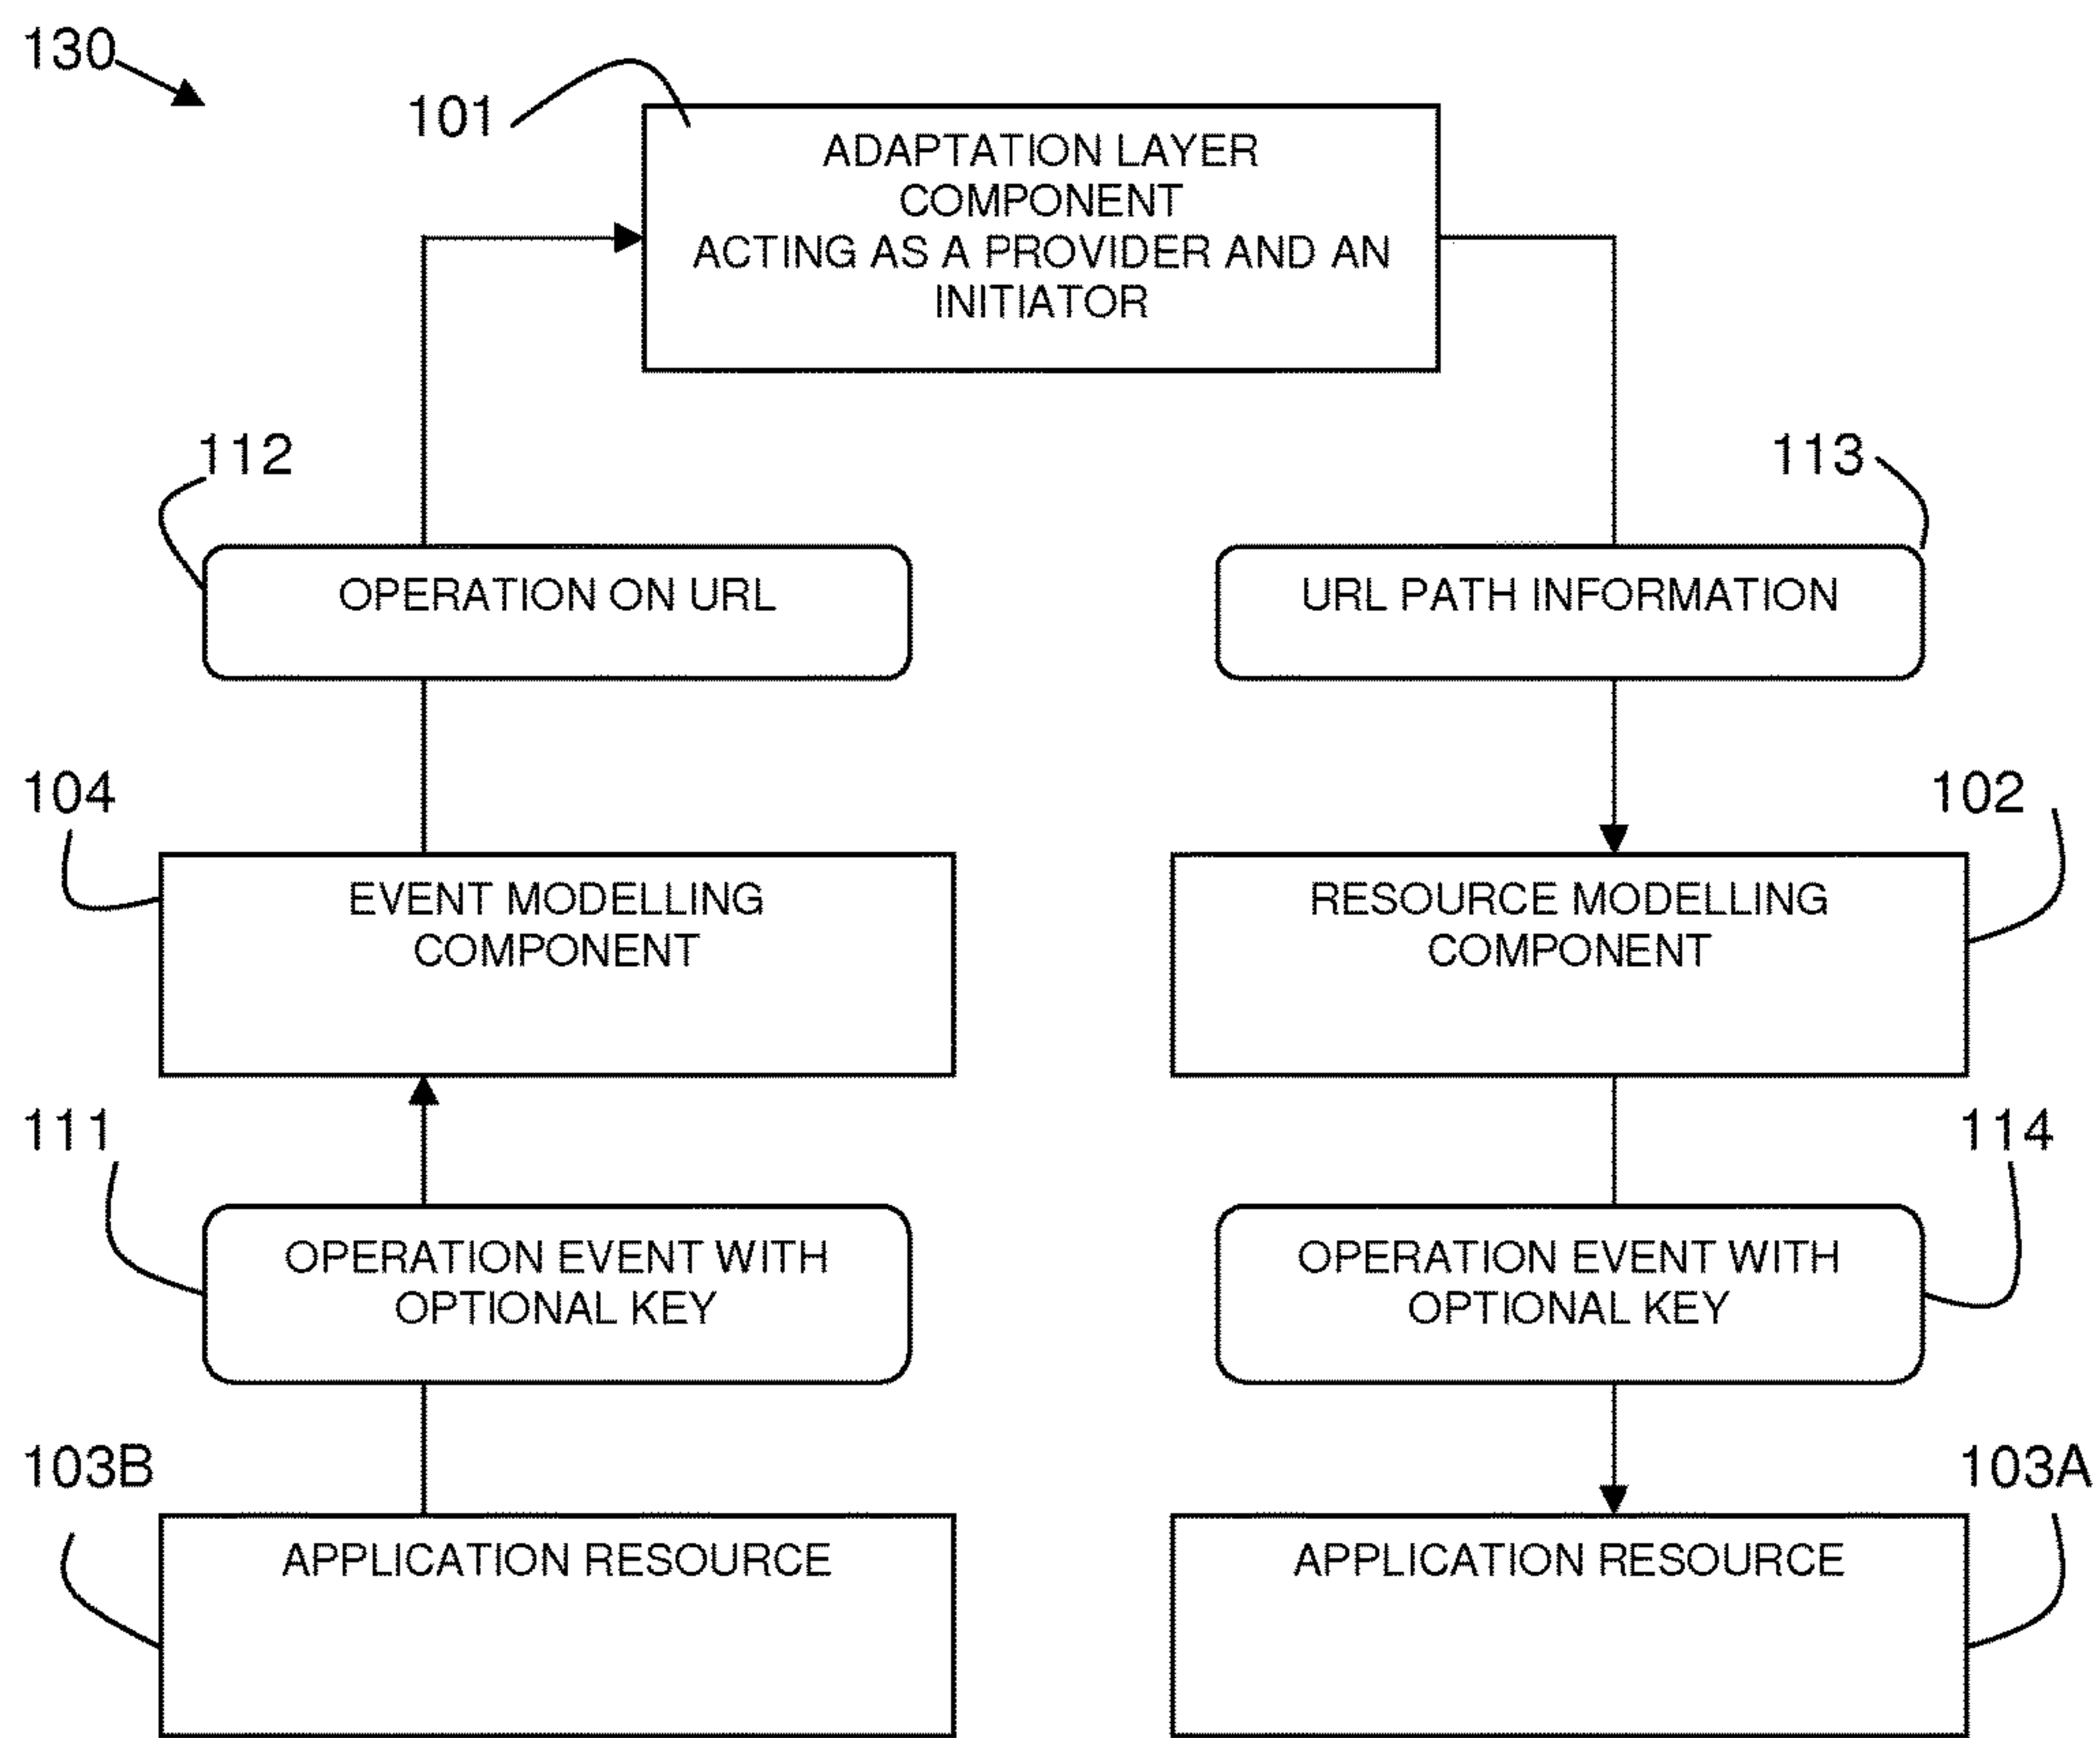 130
101
ADAPTATION LAYER
COMPONENT
ACTING AS A PROVIDER AND AN
INITIATOR
112
113
OPERATION ON URL
URL PATH INFORMATION
104
102
EVENT MODELLING
COMPONENT
RESOURCE MODELLING
COMPONENT
111
114
OPERATION EVENT WITH
OPTIONAL KEY
OPERATION EVENT WITH
OPTIONAL KEY
103B
103A
APPLICATION RESOURCE
APPLICATION RESOURCE